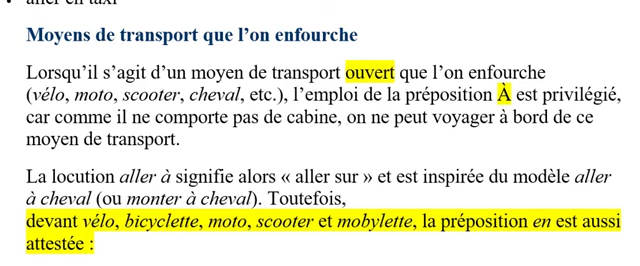 aller en taxi
Moyens de transport que l’on enfourche
Lorsqu’il s’agit d’un moyen de transport ouvert que l’on enfourche
(vélo, moto, scooter, cheval, etc.), l’emploi de la préposition À est privilégié,
car comme il ne comporte pas de cabine, on ne peut voyager à bord de ce
moyen de transport.
La locution aller à signifie alors « aller sur » et est inspirée du modèle aller
à cheval (ou monter à cheval). Toutefois,
devant vélo, bicyclette, moto, scooter et mobylette, la préposition en est aussi
attestée :